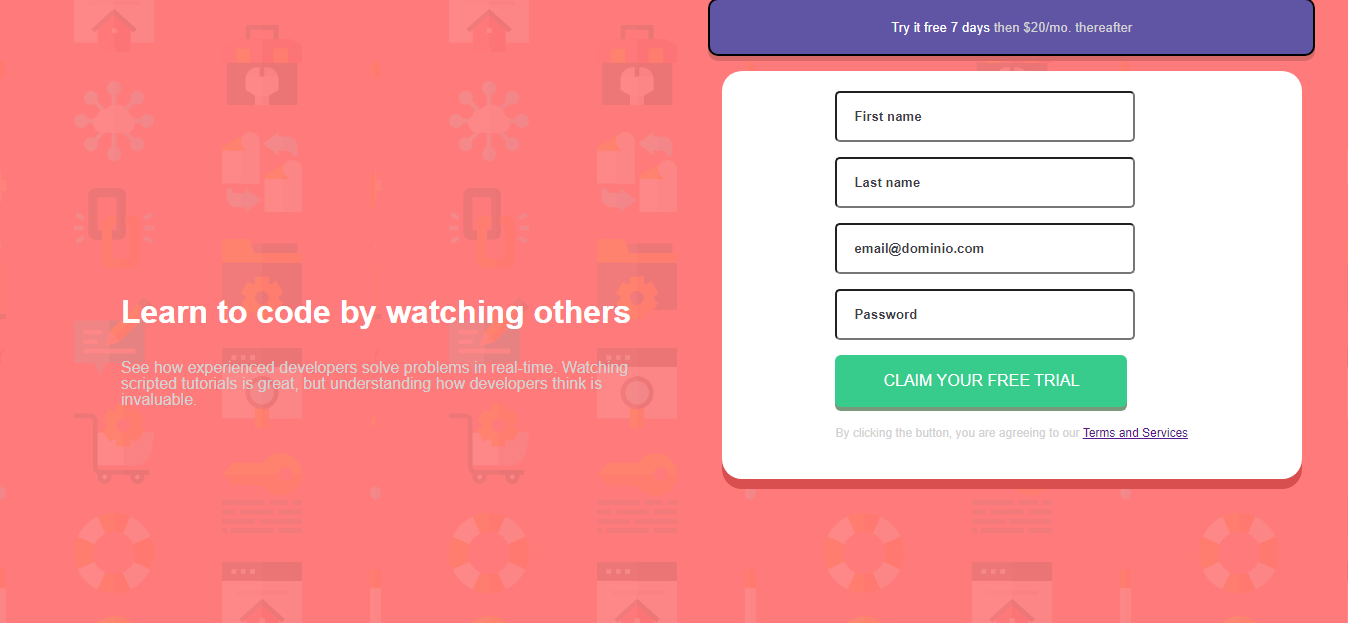 Try it free 7 days then $20/mo. thereafter
First name
Last name
email@dominio.com
Password
CLAIM YOUR FREE TRIAL
By clicking the button, you are agreeing to our Terms and Services
Learn to code by watching others
See how experienced developers solve problems in real-time. Watching
scripted tutorials is great, but understanding how developers think is
invaluable.